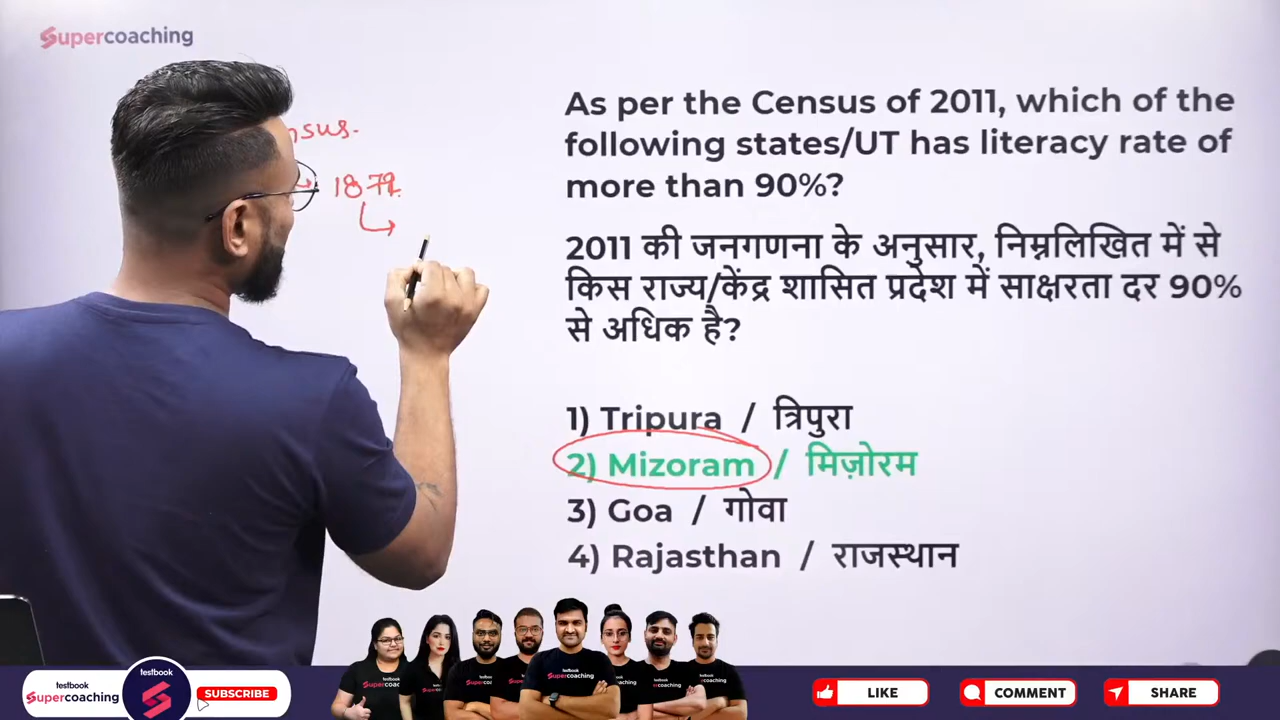 Supercoaching
As per the Census of 2011, which of the
following states/UT has literacy rate of
more than 90%?
2011 की जनगणना के अनुसार, निम्नलिखित में से
किस राज्य/केंद्र शासित प्रदेश में साक्षरता दर 90%
से अधिक है?
1) Tripura / त्रिपुरा
2) Mizoram / मिज़ोरम
3) Goa / गोवा
4) Rajasthan / राजस्थान
nsus.
testbook
Supercoaching
testbook
SUBSCRIBE
LIKE
COMMENT
SHARE